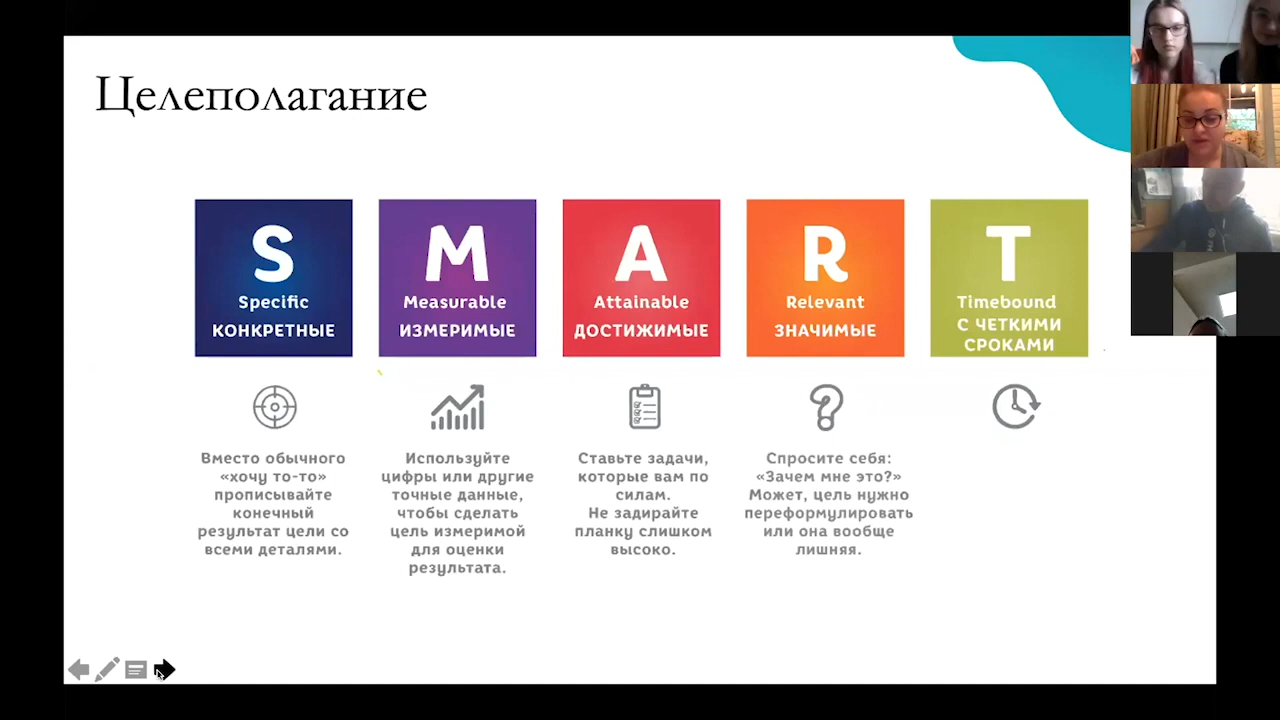 Целеполагание
S
Specific
КОНКРЕТНЫЕ
M
Measurable
ИЗМЕРИМЫЕ
A
Attainable
ДОСТИЖИМЫЕ
R
Relevant
ЗНАЧИМЫЕ
T
Timebound
С ЧЕТКИМИ
СРОКАМИ
Вместо обычного
«хочу то-то»
прописывайте
конечный
результат цели со
всеми деталями.
Используйте
цифры или другие
точные данные,
чтобы сделать
цель измеримой
для оценки
результата.
Ставьте задачи,
которые вам по
силам.
Не задирайте
планку слишком
высоко.
Спросите себя:
«Зачем мне это?»
Может, цель нужно
переформулировать
или она вообще
лишняя.